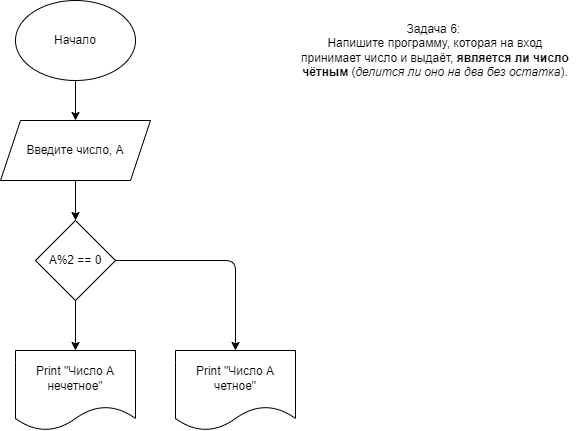 Начало
Задача 6:
Напишите программу, которая на вход
принимает число и выдаёт, является ли число
чётным (делится ли оно на два без остатка).
Введите число, А
A%2 == 0
Print "Число А
нечетное"
Print "Число А
четное"